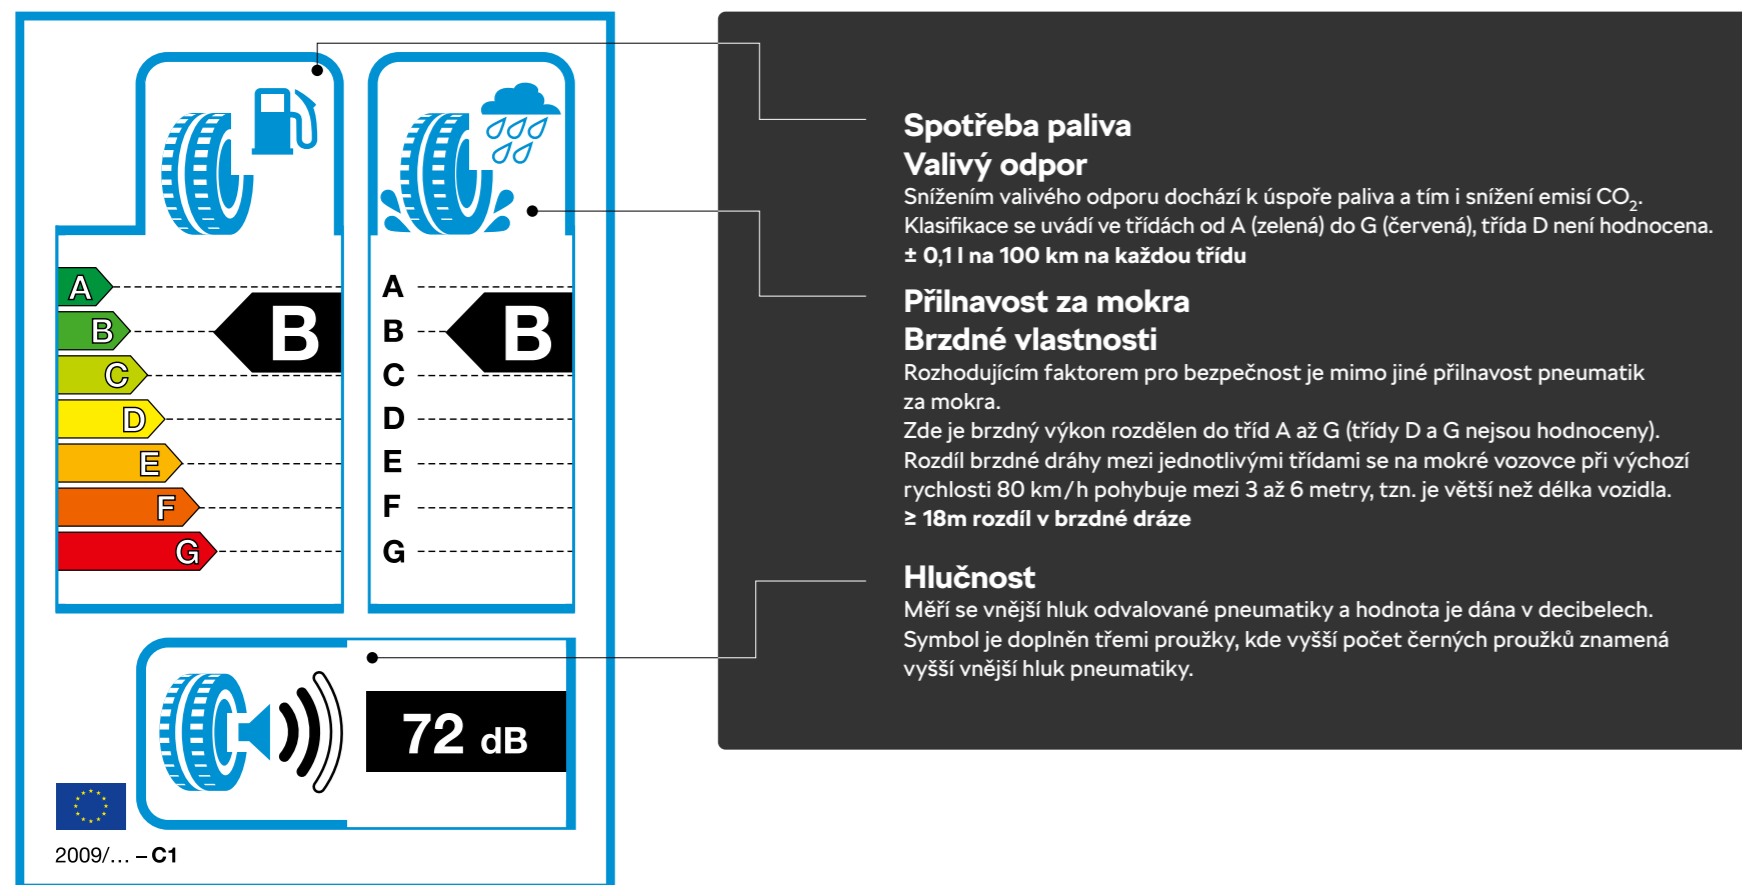 A
B
C
D
E
F
G
B
A
B
C
D
E
F
G
B
72 dB
2009/... – C1
Spotřeba paliva
Valivý odpor
Snížením valivého odporu dochází k úspoře paliva a tím i snížení emisí CO₂.
Klasifikace se uvádí ve třídách od A (zelená) do G (červená), třída D není hodnocena.
± 0,1 l na 100 km na každou třídu
Přilnavost za mokra
Brzdné vlastnosti
Rozhodujícím faktorem pro bezpečnost je mimo jiné přilnavost pneumatik
za mokra.
Zde je brzdný výkon rozdělen do tříd A až G (třídy D a G nejsou hodnoceny).
Rozdíl brzdné dráhy mezi jednotlivými třídami se na mokré vozovce při výchozí
rychlosti 80 km/h pohybuje mezi 3 až 6 metry, tzn. je větší než délka vozidla.
≥ 18m rozdíl v brzdné dráze
Hlučnost
Měří se vnější hluk odvalované pneumatiky a hodnota je dána v decibelech.
Symbol je doplněn třemi proužky, kde vyšší počet černých proužků znamená
vyšší vnější hluk pneumatiky.